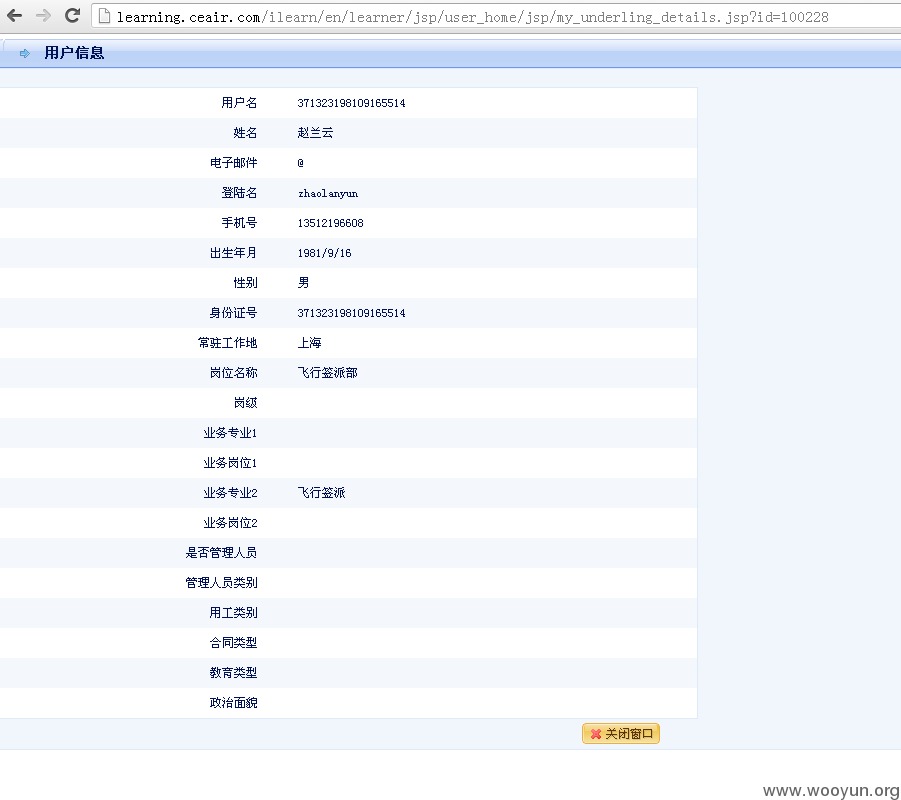 learning.ceair.com/ilearn/en/learner/jsp/user_home/jsp/my_underling_details.jsp?id=100228
用户信息
用户名 371323198109165514
姓名 赵兰云
电子邮件 @
登陆名 zhaolanyun
手机号 13512196608
出生年月 1981/9/16
性别 男
身份证号 371323198109165514
常驻工作地 上海
岗位名称 飞行签派部
岗级
业务专业1
业务岗位1
业务专业2 飞行签派
业务岗位2
是否管理人员
管理人员类别
用工类别
合同类型
教育类型
政治面貌
关闭窗口
www.wooyun.org